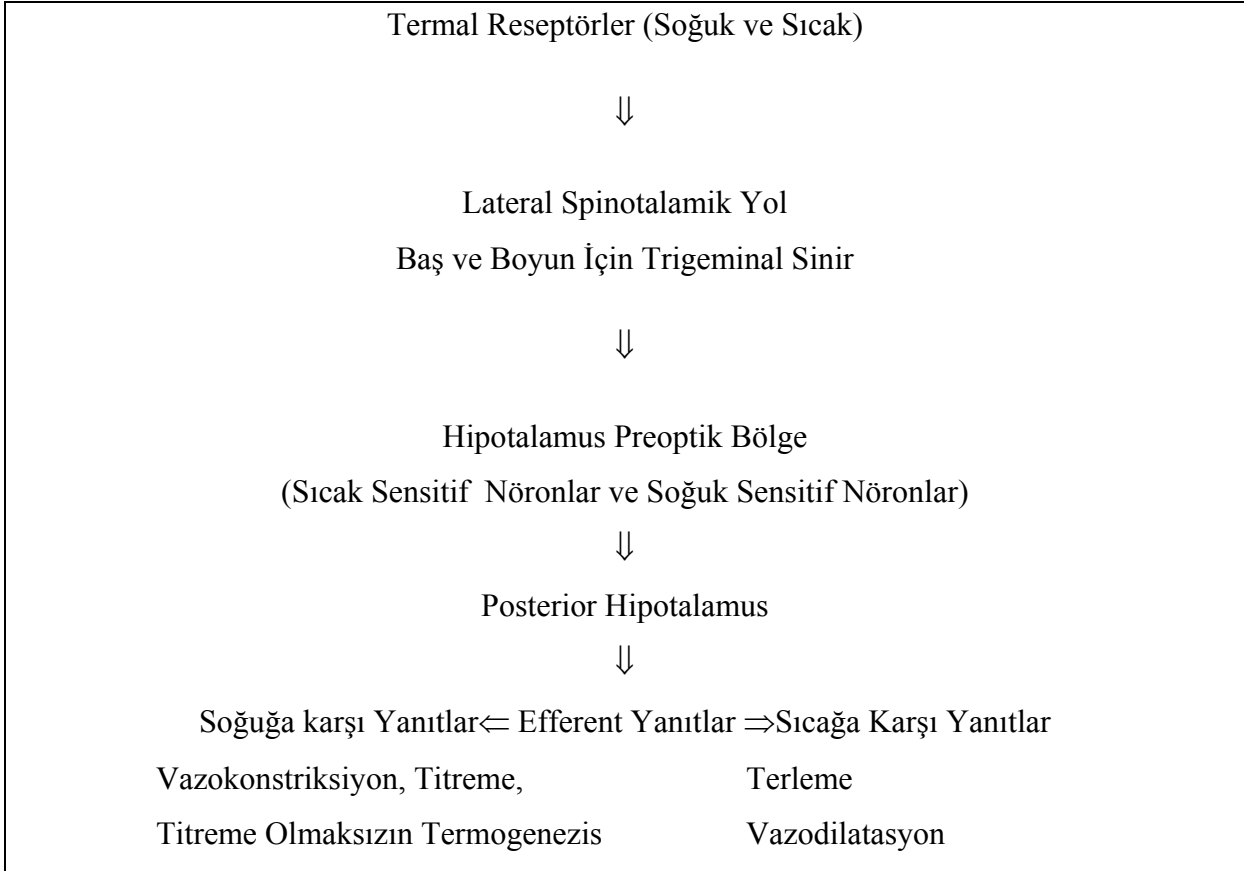 Termal Reseptörler (Soğuk ve Sıcak)
⇓
Lateral Spinotalamik Yol
Baş ve Boyun İçin Trigeminal Sinir
⇓
Hipotalamus Preoptik Bölge
(Sıcak Sensitif  Nöronlar ve Soğuk Sensitif Nöronlar)
⇓
Posterior Hipotalamus
⇓
Soğuğa karşı Yanıtlar⇐ Efferent Yanıtlar ⇒Sıcağa Karşı Yanıtlar
Vazokonstriksiyon, Titreme, Terleme
Titreme Olmaksızın Termogenezis Vazodilatasyon